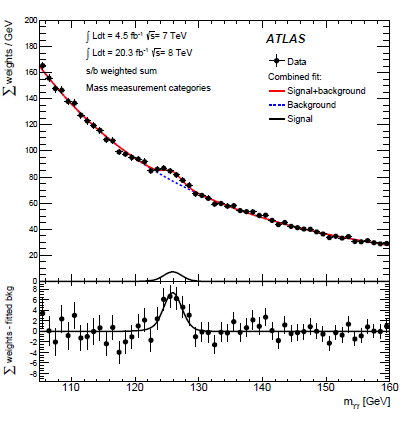 Σ weights / GeV
200
180
160
140
120
100
80
60
40
20
0
∫ Ldt = 4.5 fb⁻¹ √s= 7 TeV
∫ Ldt = 20.3 fb⁻¹ √s= 8 TeV
s/b weighted sum
Mass measurement categories
ATLAS
Data
Combined fit:
Signal+background
Background
Signal
Σ weights - fitted bkg
8
6
4
2
0
-2
-4
-6
-8
110 120 130 140 150 160
mγγ [GeV]